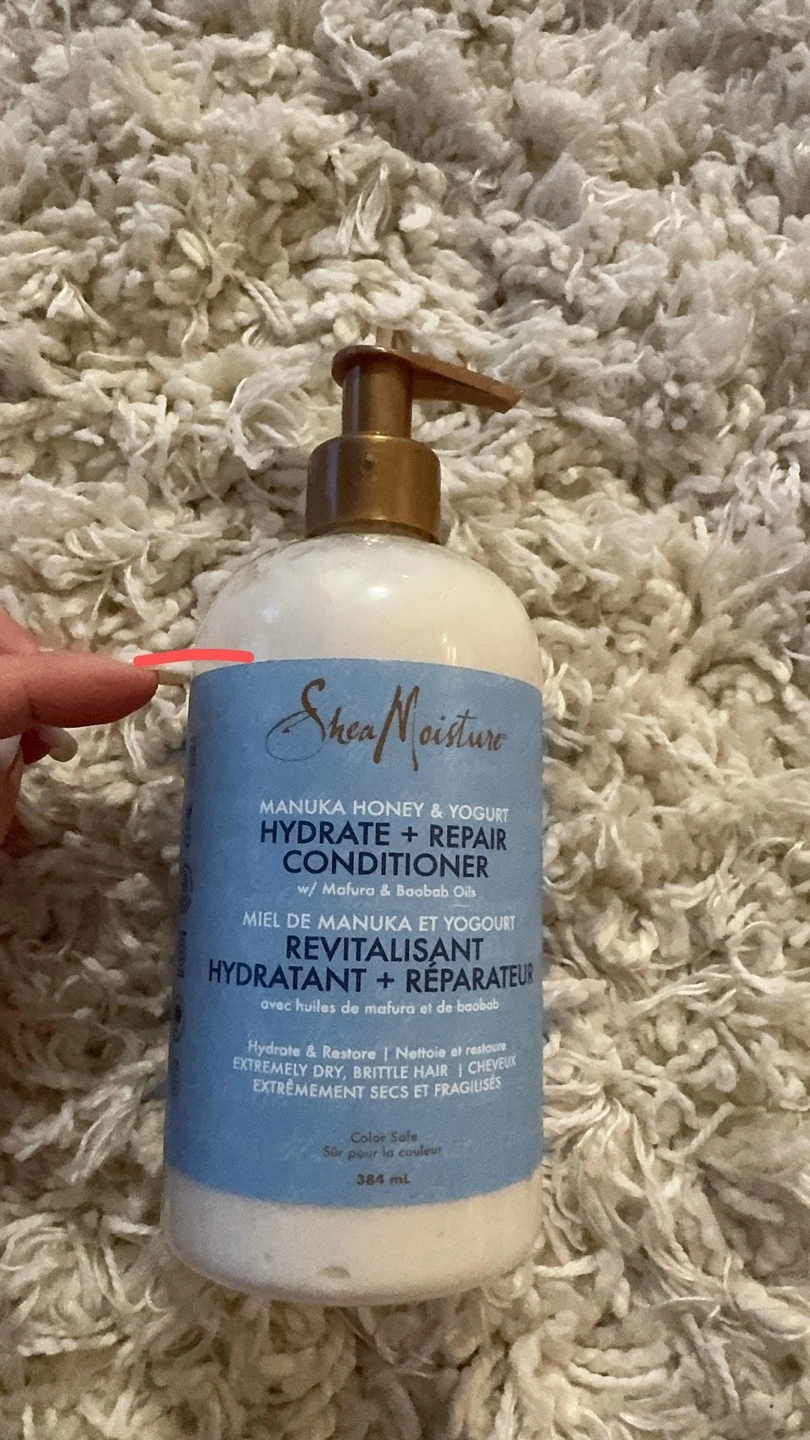 SheaMoisture
MANUKA HONEY & YOGURT
HYDRATE + REPAIR
CONDITIONER
w/ Mafura & Baobab Oils
MIEL DE MANUKA ET YOGOURT
REVITALISANT
HYDRATANT + RÉPARATEUR
avec huiles de mafura et de baobab
Hydrate & Restore | Nettoie et restaure
EXTREMELY DRY, BRITTLE HAIR | CHEVEUX
EXTRÊMEMENT SECS ET FRAGILISÉS
Color Safe
Sûr pour la couleur
384 mL